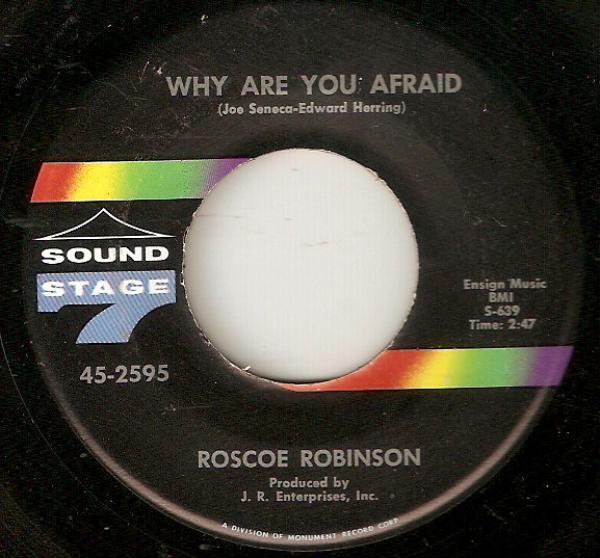 WHY ARE YOU AFRAID
(Joe Seneca-Edward Herring)
SOUND
STAGE
7
45-2595
Ensign Music
BMI
S-639
Time: 2:47
ROSCOE ROBINSON
Produced by
J. R. Enterprises, Inc.
A DIVISION OF MONUMENT RECORD CORP